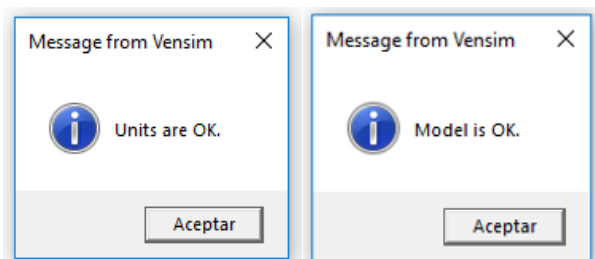 Message from Vensim
Units are OK.
Aceptar
Message from Vensim
Model is OK.
Aceptar